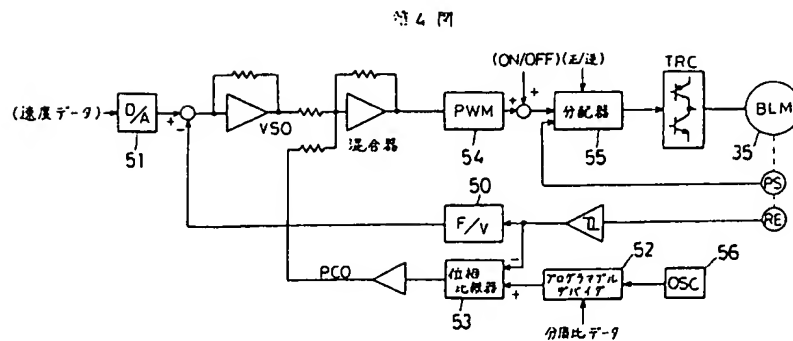 第4図
(ON/OFF)(正/逆)
TRC
(速度データ)
D/A
+
-
VSO
混合器
PWM
+
+
分配器
BLM
51
54
55
35
PS
50
F/V
RE
PCO
位相
比較器
-
+
53
52
プログラマブル
デバイデ
56
OSC
分周比データ